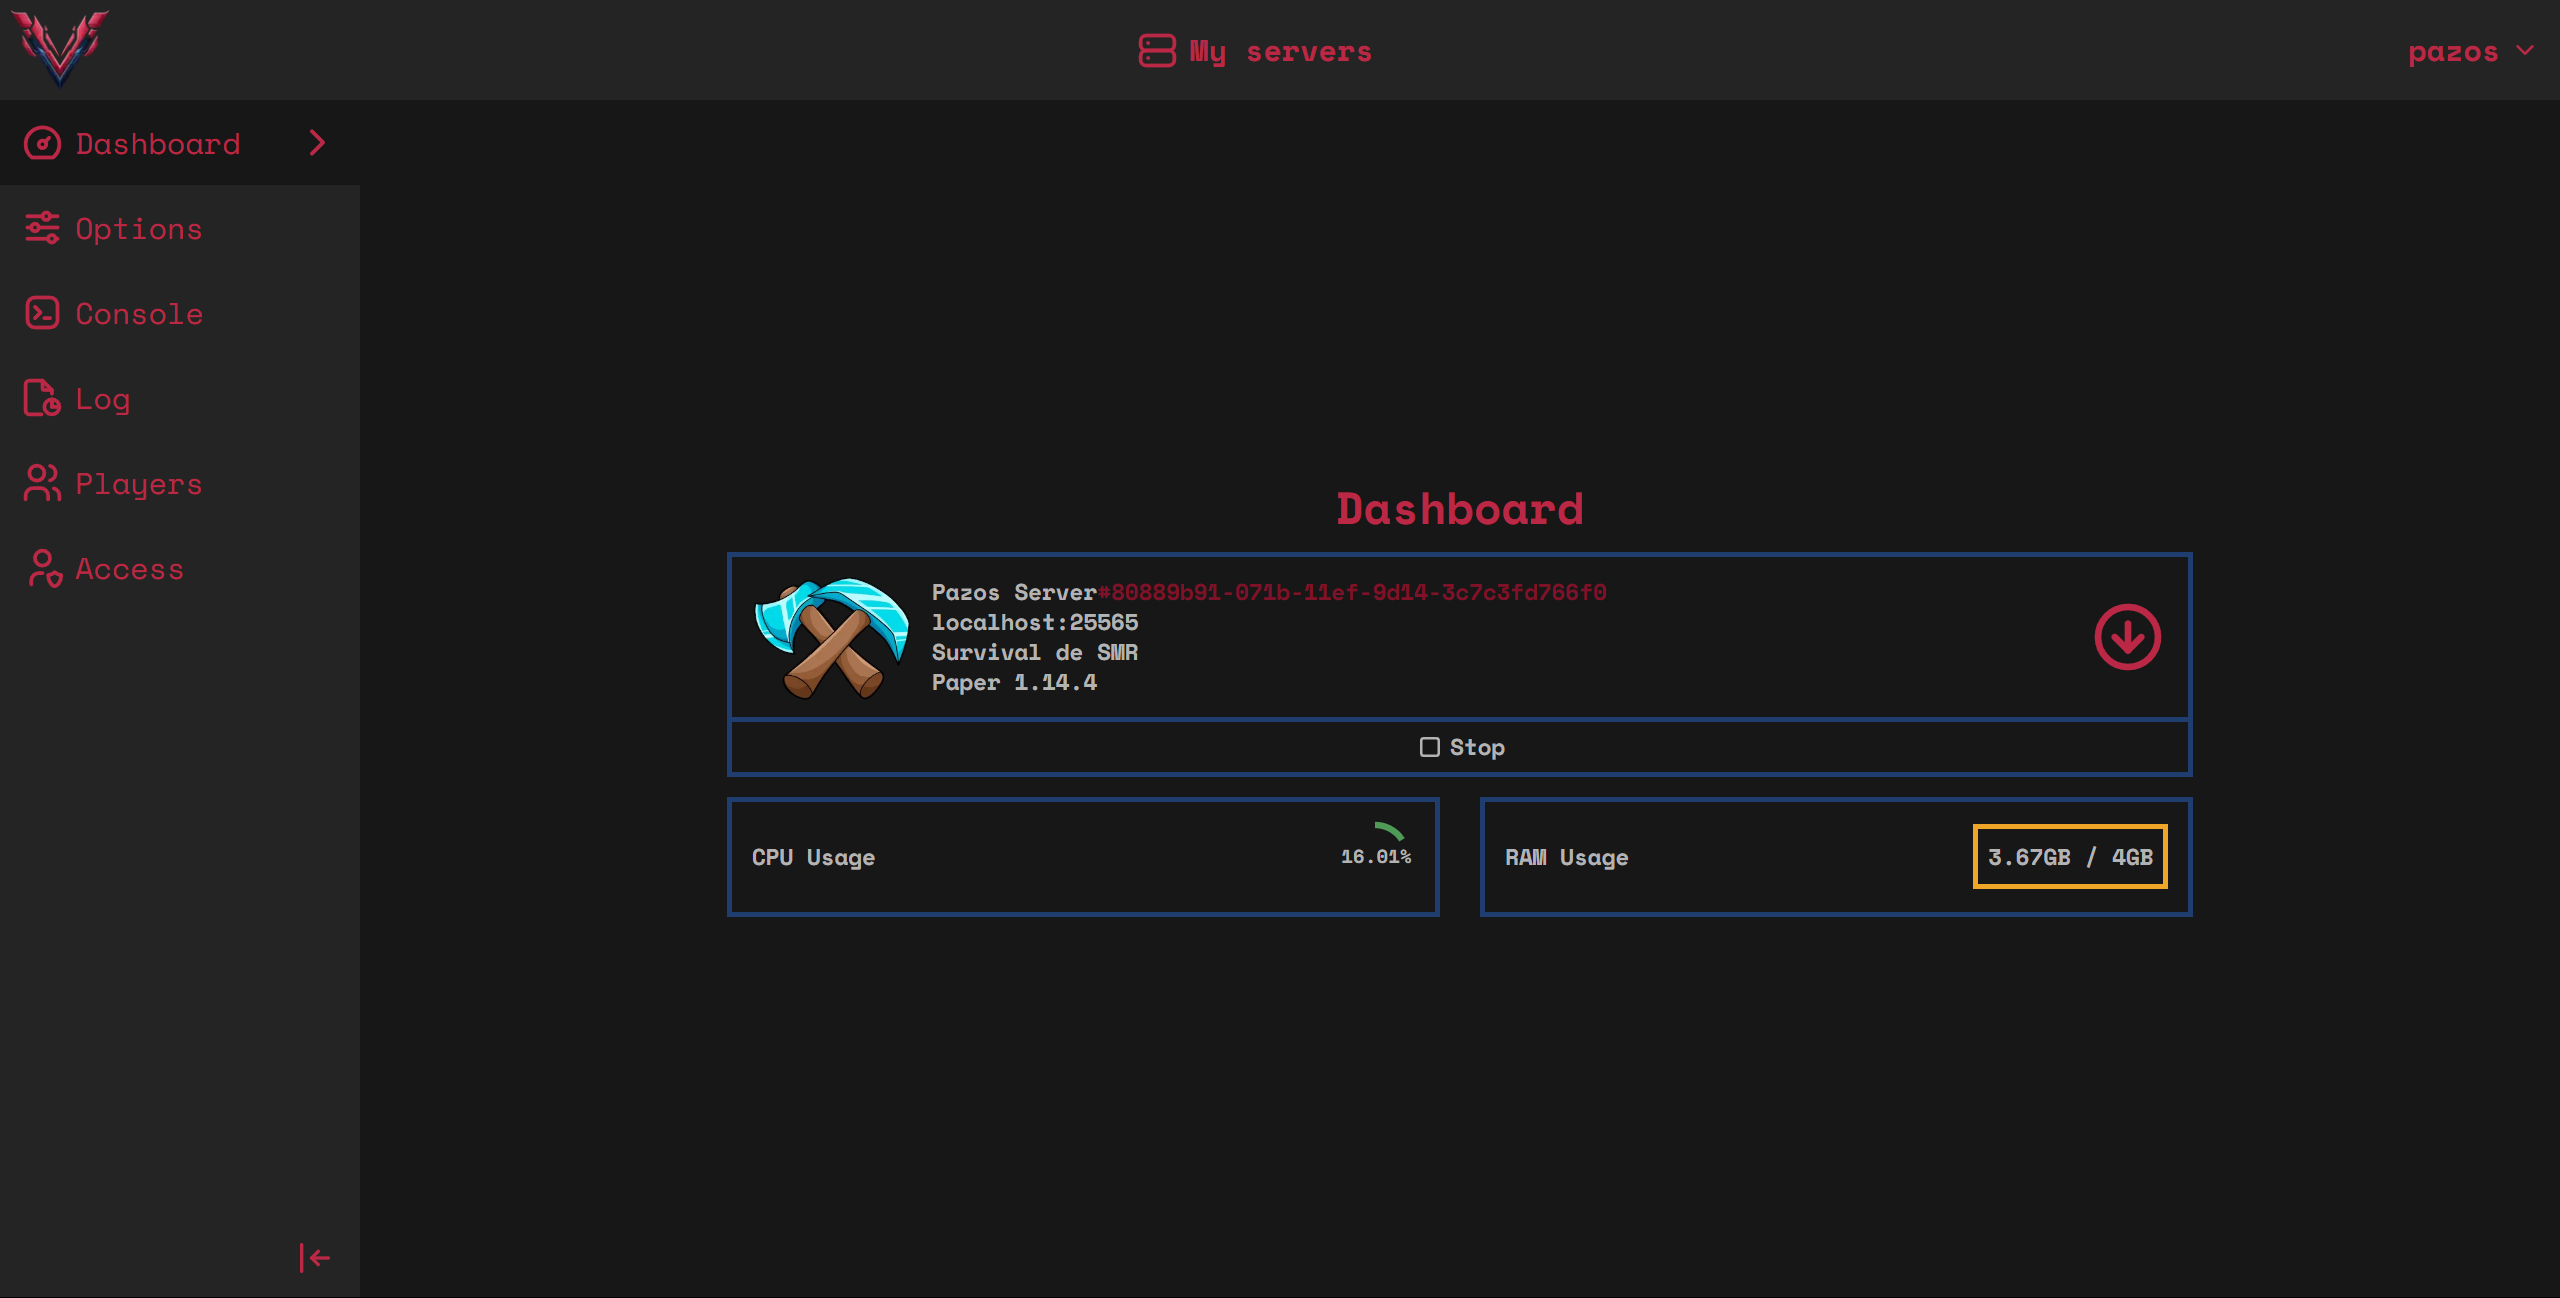 My servers
pazos
Dashboard
Options
Console
Log
Players
Access
Dashboard
Pazos Server#80889b91-071b-11ef-9d14-3c7c3fd766f0
localhost:25565
Survival de SMR
Paper 1.14.4
Stop
CPU Usage
16.01%
RAM Usage
3.67GB / 4GB